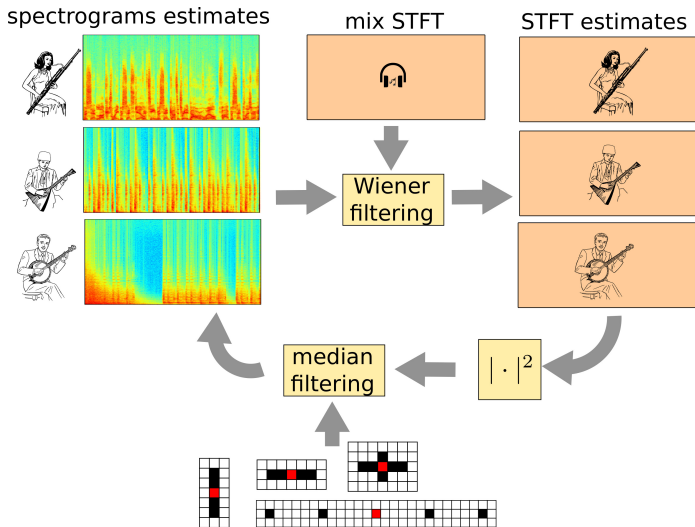 spectrograms estimates
mix STFT
STFT estimates
Wiener
filtering
median
filtering
| · |²